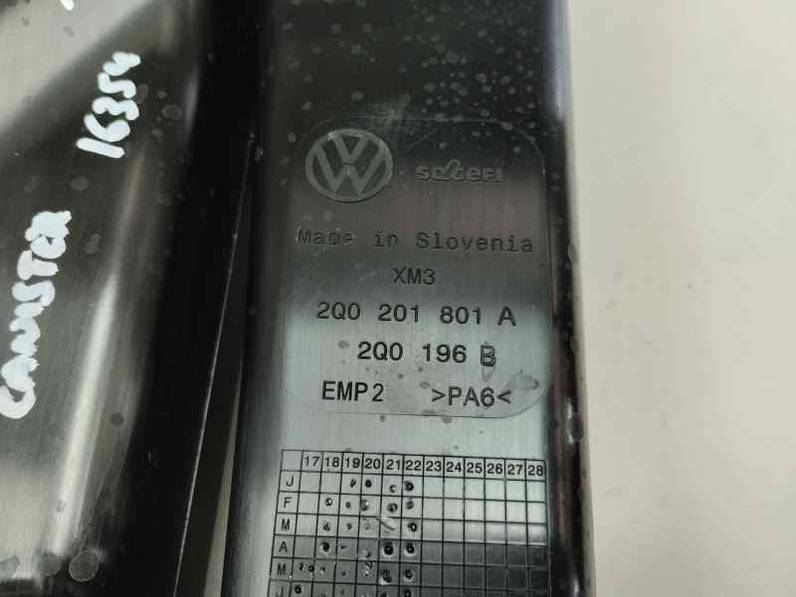 16354
CANISTER
VW
Made in Slovenia
XM3
2Q0 201 801 A
2Q0 196 B
EMP2 >PA6<
17 18 19 20 21 22 23 24 25 26 27 28
J
F
M
A
M
J